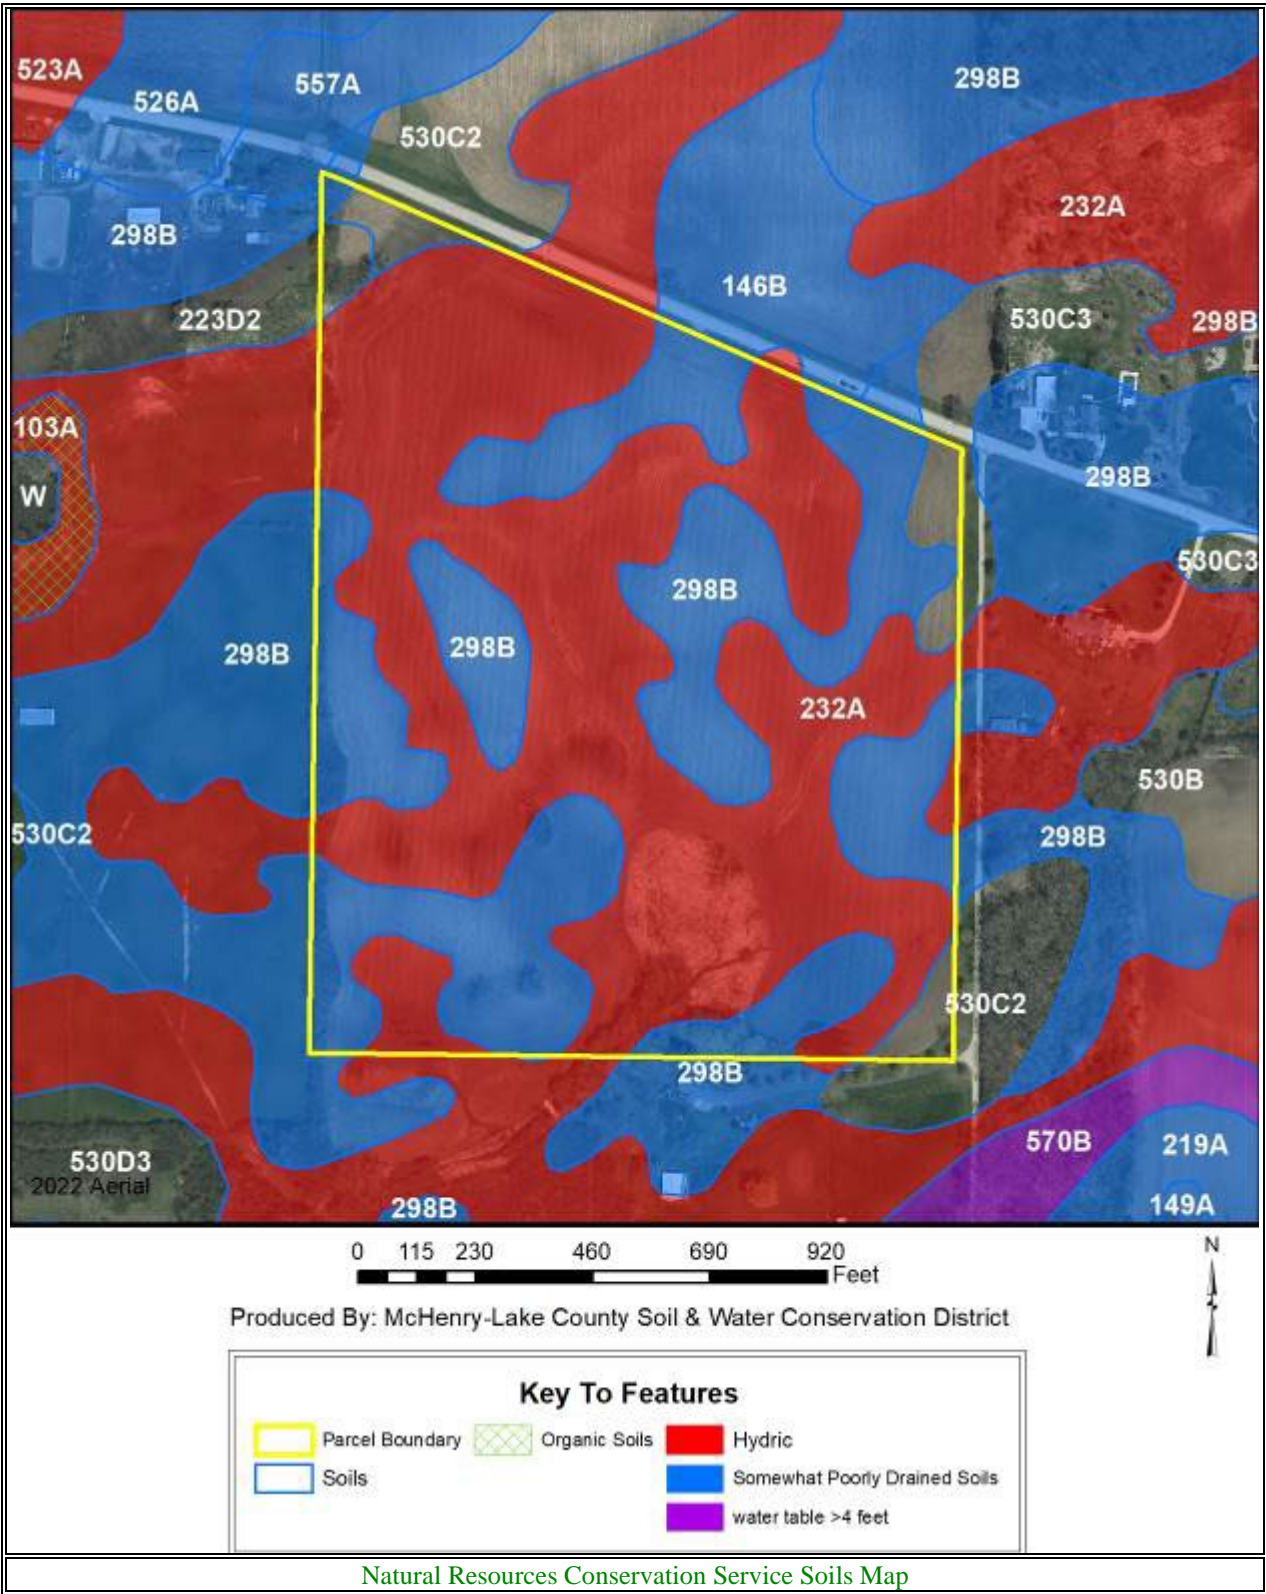 523A
526A
557A
530C2
298B
298B
232A
223D2
146B
530C3
298B
103A
W
298B
530C3
298B
298B
298B
232A
530B
530C2
298B
530C2
298B
530D3
2022 Aerial
570B
219A
298B
149A
0 115 230 460 690 920
Feet
N
Produced By: McHenry-Lake County Soil & Water Conservation District
Key To Features
Parcel Boundary Organic Soils Hydric
Soils Somewhat Poorly Drained Soils
water table >4 feet
Natural Resources Conservation Service Soils Map